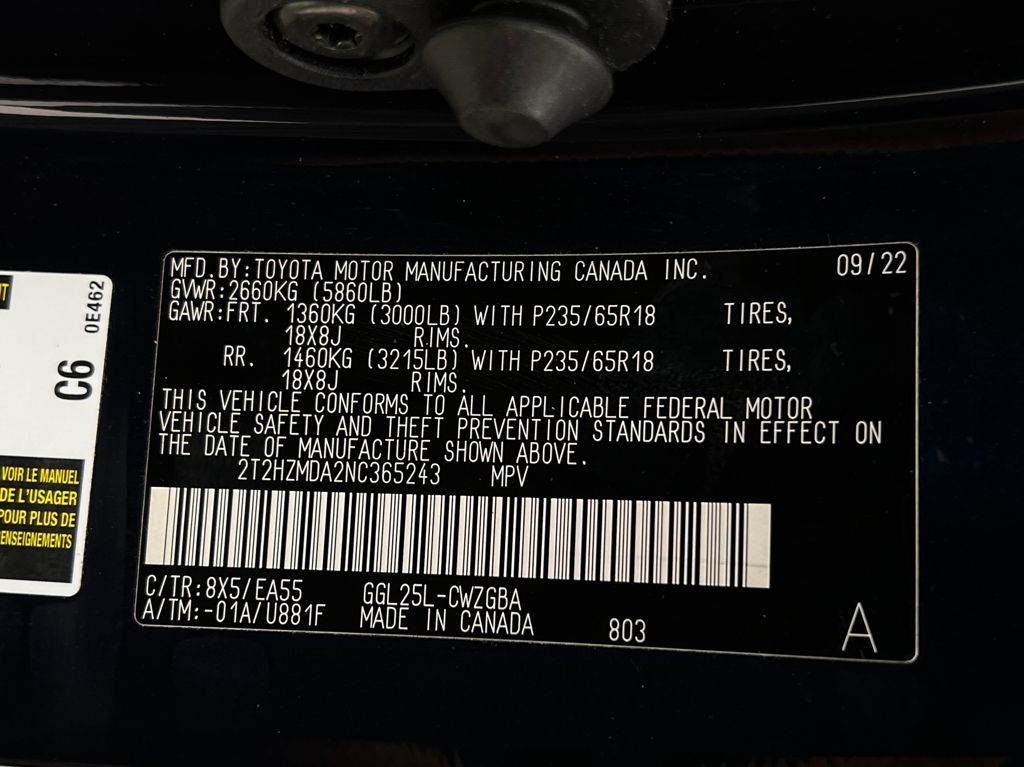 MFD.BY:TOYOTA MOTOR MANUFACTURING CANADA INC. 09/22
GVWR:2660KG (5860LB)
GAWR:FRT. 1360KG (3000LB) WITH P235/65R18 TIRES,
18X8J RIMS.
RR. 1460KG (3215LB) WITH P235/65R18 TIRES,
18X8J RIMS.
THIS VEHICLE CONFORMS TO ALL APPLICABLE FEDERAL MOTOR
VEHICLE SAFETY AND THEFT PREVENTION STANDARDS IN EFFECT ON
THE DATE OF MANUFACTURE SHOWN ABOVE.
2T2HZMDA2NC365243 MPV
C/TR:8X5/EA55 GGL25L-CWZGBA
A/TM:-01A/U881F MADE IN CANADA 803 A
0E462
C6
VOIR LE MANUEL
DE L'USAGER
POUR PLUS DE